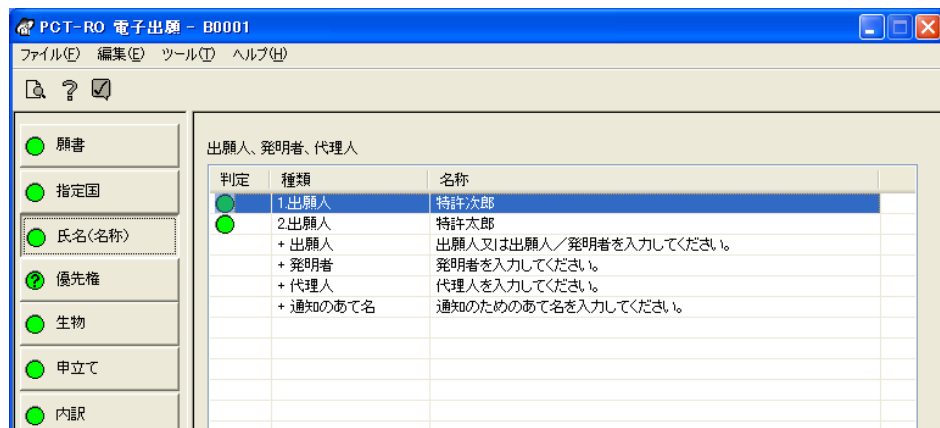 PCT-RO 電子出願 - B0001
ファイル(F) 編集(E) ツール(T) ヘルプ(H)
願書
指定国
氏名(名称)
優先権
生物
申立て
内訳
出願人、発明者、代理人
判定 種類 名称
1.出願人 特許次郎
2.出願人 特許太郎
+ 出願人 出願人又は出願人／発明者を入力してください。
+ 発明者 発明者を入力してください。
+ 代理人 代理人を入力してください。
+ 通知のあて名 通知のためのあて名を入力してください。